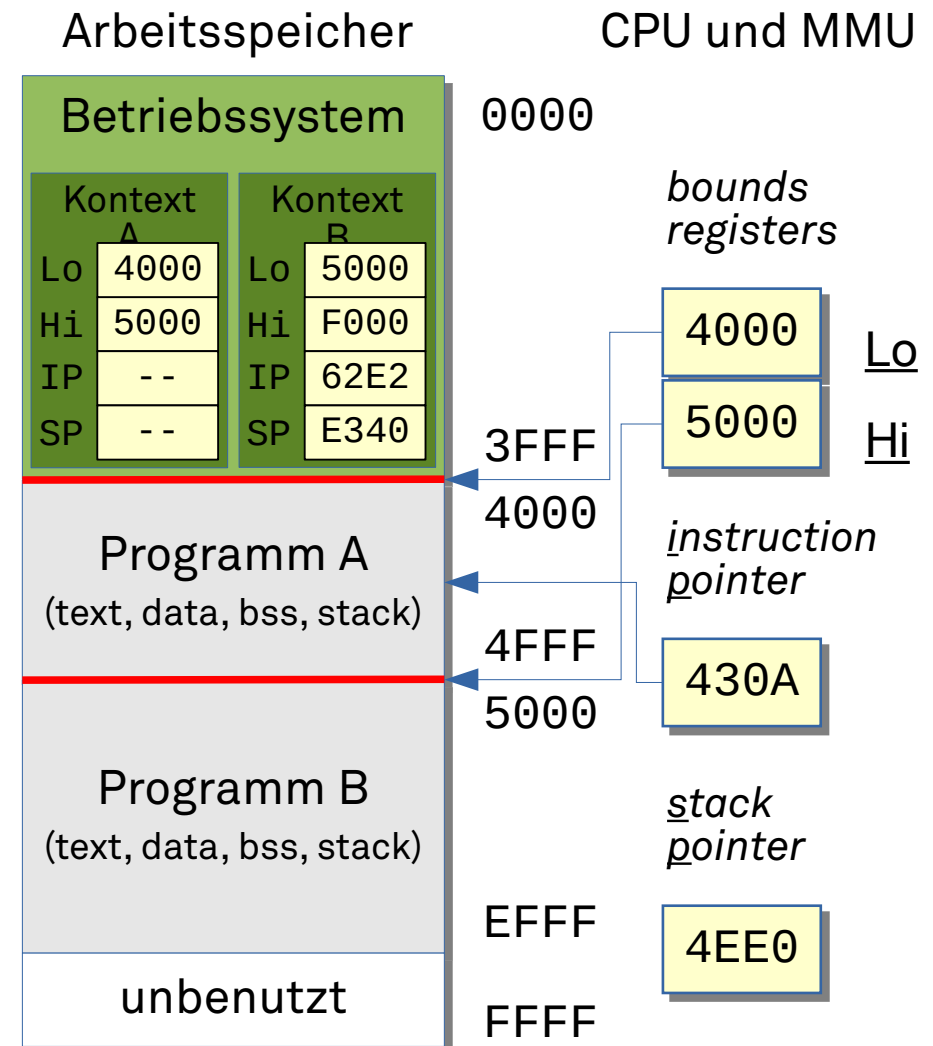 Arbeitsspeicher
CPU und MMU
Betriebssystem
0000
Kontext
A
Lo 4000
Hi 5000
IP --
SP --
Kontext
B
Lo 5000
Hi F000
IP 62E2
SP E340
bounds
registers
4000
Lo
5000
Hi
3FFF
4000
Programm A
(text, data, bss, stack)
instruction
pointer
430A
4FFF
5000
Programm B
(text, data, bss, stack)
stack
pointer
4EE0
EFFF
unbenutzt
FFFF